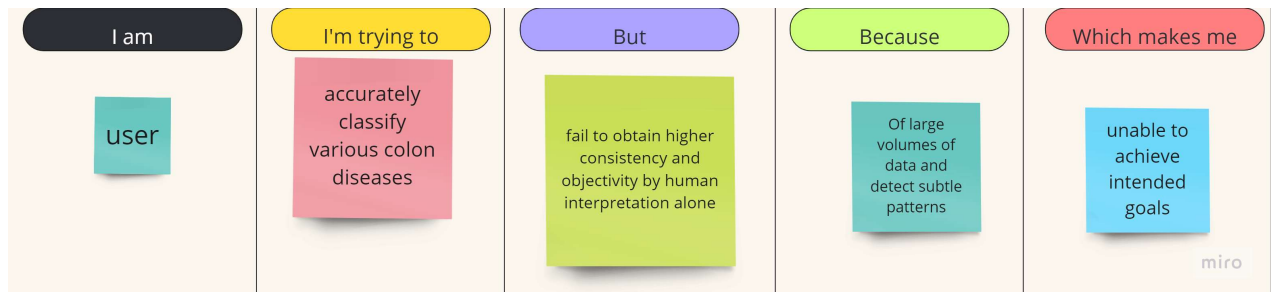 I am
I'm trying to
But
Because
Which makes me
user
accurately
classify
various colon
diseases
fail to obtain higher
consistency and
objectivity by human
interpretation alone
Of large
volumes of
data and
detect subtle
patterns
unable to
achieve
intended
goals
miro